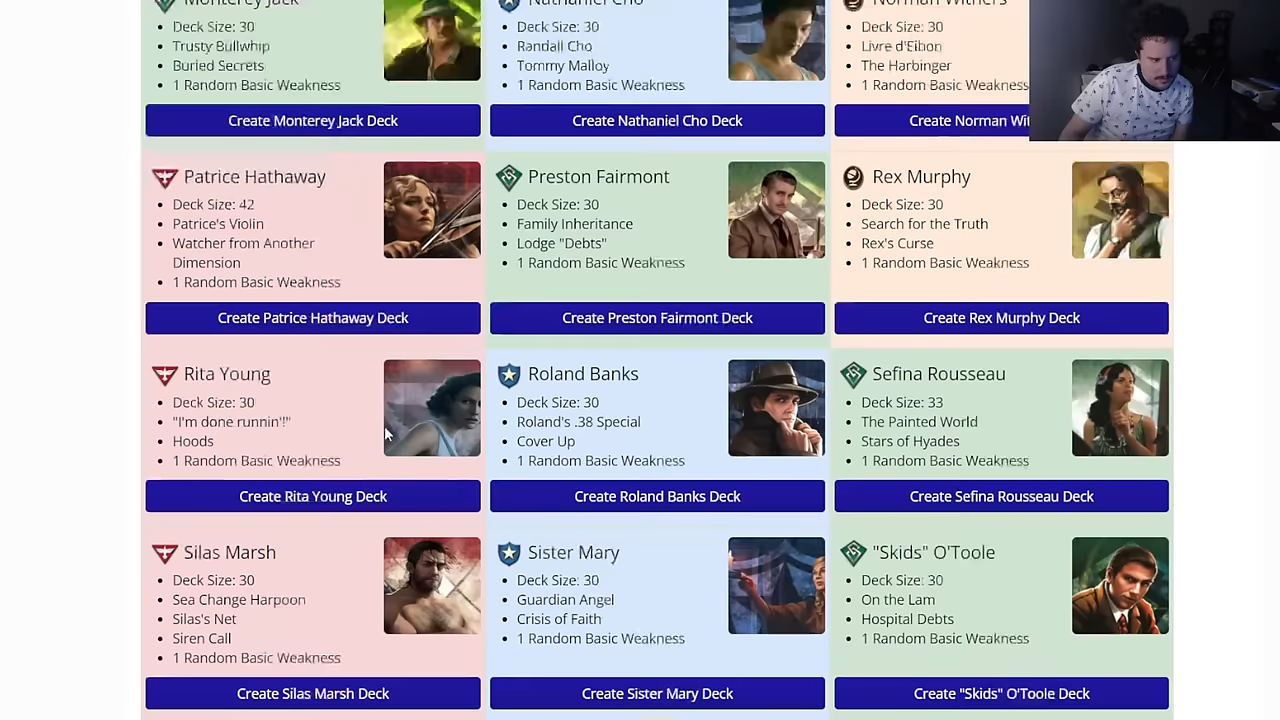 Monterey Jack
Deck Size: 30
Trusty Bullwhip
Buried Secrets
1 Random Basic Weakness
Create Monterey Jack Deck
Nathaniel Cho
Deck Size: 30
Randall Cho
Tommy Malloy
1 Random Basic Weakness
Create Nathaniel Cho Deck
Norman Withers
Deck Size: 30
Livre d'Eibon
The Harbinger
1 Random Basic Weakness
Create Norman Wit
Patrice Hathaway
Deck Size: 42
Patrice's Violin
Watcher from Another
Dimension
1 Random Basic Weakness
Create Patrice Hathaway Deck
Preston Fairmont
Deck Size: 30
Family Inheritance
Lodge "Debts"
1 Random Basic Weakness
Create Preston Fairmont Deck
Rex Murphy
Deck Size: 30
Search for the Truth
Rex's Curse
1 Random Basic Weakness
Create Rex Murphy Deck
Rita Young
Deck Size: 30
"I'm done runnin'!"
Hoods
1 Random Basic Weakness
Create Rita Young Deck
Roland Banks
Deck Size: 30
Roland's .38 Special
Cover Up
1 Random Basic Weakness
Create Roland Banks Deck
Sefina Rousseau
Deck Size: 33
The Painted World
Stars of Hyades
1 Random Basic Weakness
Create Sefina Rousseau Deck
Silas Marsh
Deck Size: 30
Sea Change Harpoon
Silas's Net
Siren Call
1 Random Basic Weakness
Create Silas Marsh Deck
Sister Mary
Deck Size: 30
Guardian Angel
Crisis of Faith
1 Random Basic Weakness
Create Sister Mary Deck
"Skids" O'Toole
Deck Size: 30
On the Lam
Hospital Debts
1 Random Basic Weakness
Create "Skids" O'Toole Deck